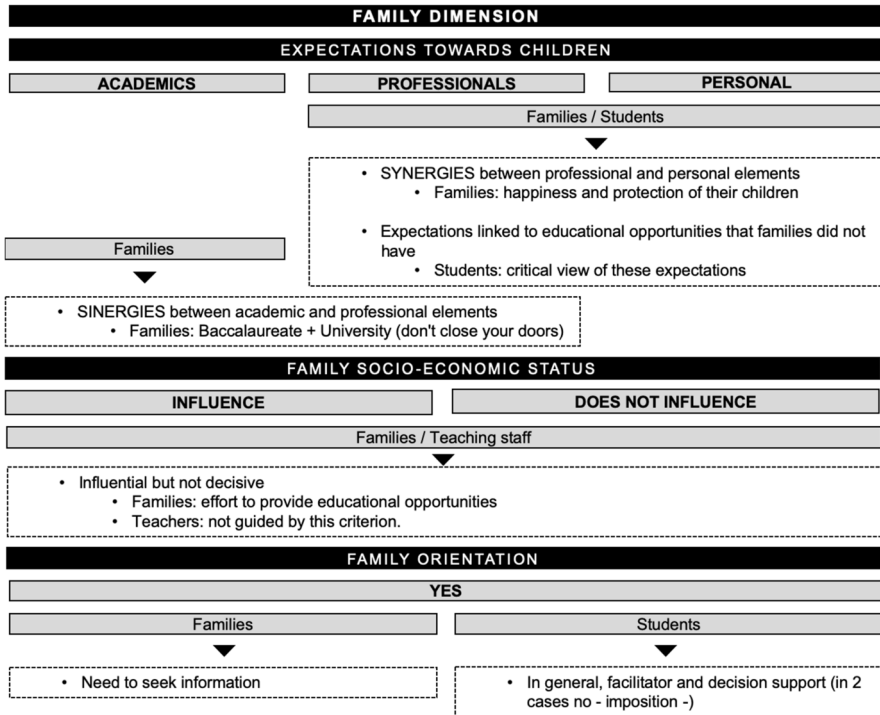 FAMILY DIMENSION
EXPECTATIONS TOWARDS CHILDREN
ACADEMICS
PROFESSIONALS
PERSONAL
Families / Students
• SYNERGIES between professional and personal elements
• Families: happiness and protection of their children
• Expectations linked to educational opportunities that families did not
have
• Students: critical view of these expectations
Families
• SINERGIES between academic and professional elements
• Families: Baccalaureate + University (don't close your doors)
FAMILY SOCIO-ECONOMIC STATUS
INFLUENCE
DOES NOT INFLUENCE
Families / Teaching staff
• Influential but not decisive
• Families: effort to provide educational opportunities
• Teachers: not guided by this criterion.
FAMILY ORIENTATION
YES
Families
Students
• Need to seek information
• In general, facilitator and decision support (in 2
cases no - imposition -)